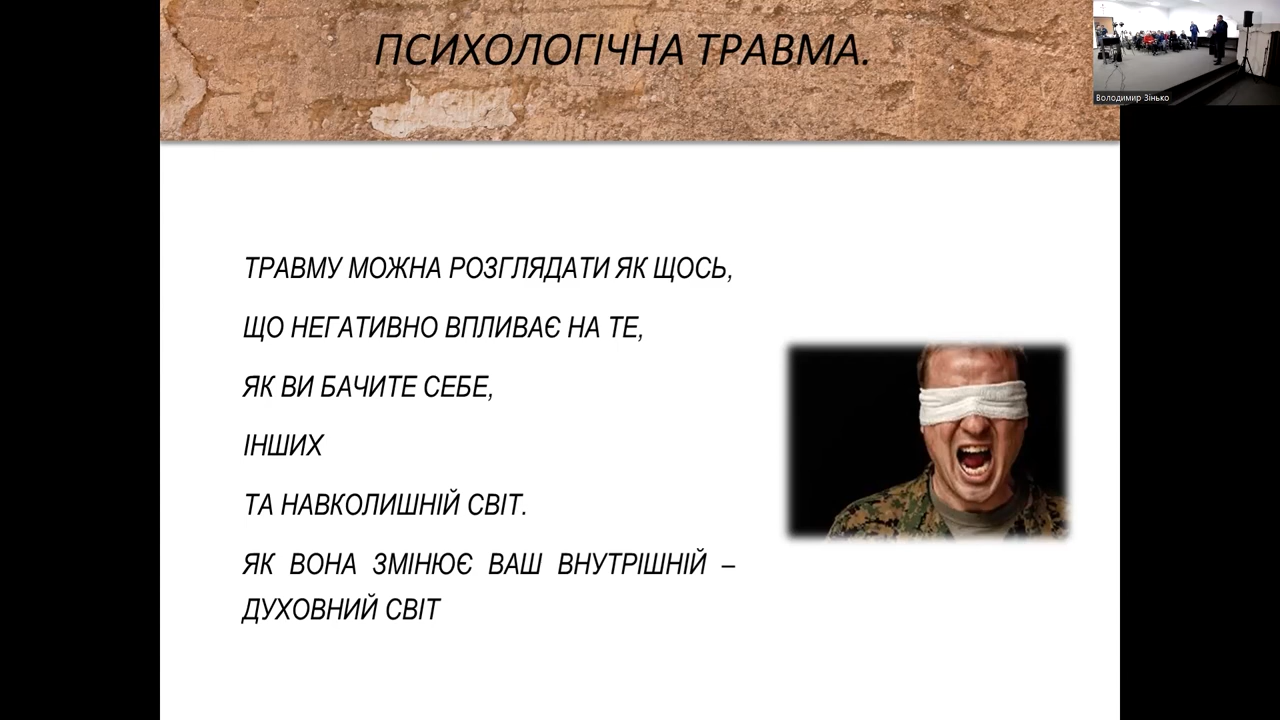 ПСИХОЛОГІЧНА ТРАВМА.
Володимир Зінько
ТРАВМУ МОЖНА РОЗГЛЯДАТИ ЯК ЩОСЬ,
ЩО НЕГАТИВНО ВПЛИВАЄ НА ТЕ,
ЯК ВИ БАЧИТЕ СЕБЕ,
ІНШИХ
ТА НАВКОЛИШНІЙ СВІТ.
ЯК ВОНА ЗМІНЮЄ ВАШ ВНУТРІШНІЙ –
ДУХОВНИЙ СВІТ